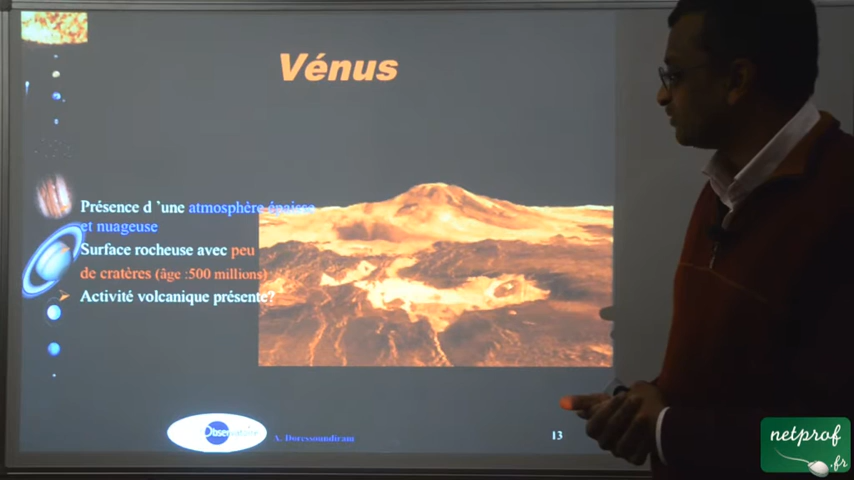 Vénus
Présence d ’une atmosphère épaisse
et nuageuse
Surface rocheuse avec peu
de cratères (âge :500 millions)
Activité volcanique présente?
Observatoire
A. Doressoundiram
13
netprof
.fr